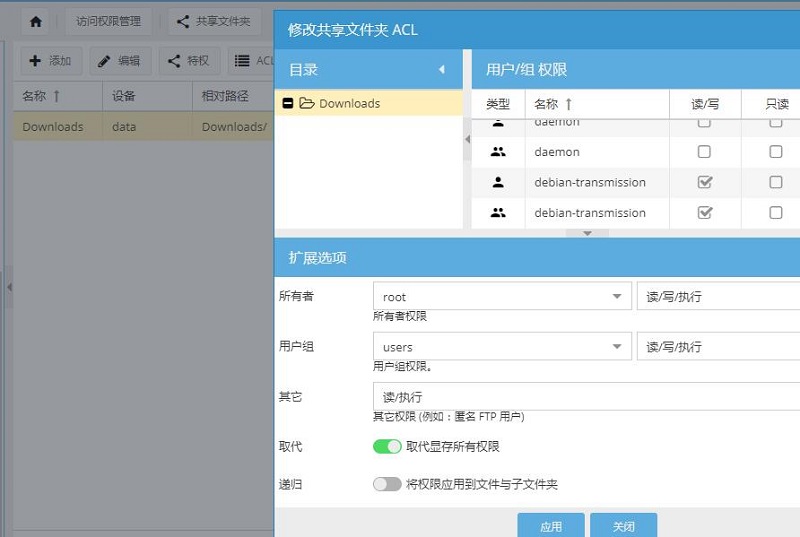 访问权限管理 共享文件夹
添加 编辑 特权 ACL
名称 设备 相对路径
Downloads data Downloads/
修改共享文件夹 ACL
目录
Downloads
用户/组 权限
类型 名称 读/写 只读
daemon
daemon
debian-transmission
debian-transmission
扩展选项
所有者 root 读/写/执行
所有者权限
用户组 users 读/写/执行
用户组权限。
其它 读/执行
其它权限 (例如：匿名 FTP 用户)
取代 取代显存所有权限
递归 将权限应用到文件与子文件夹
应用 关闭